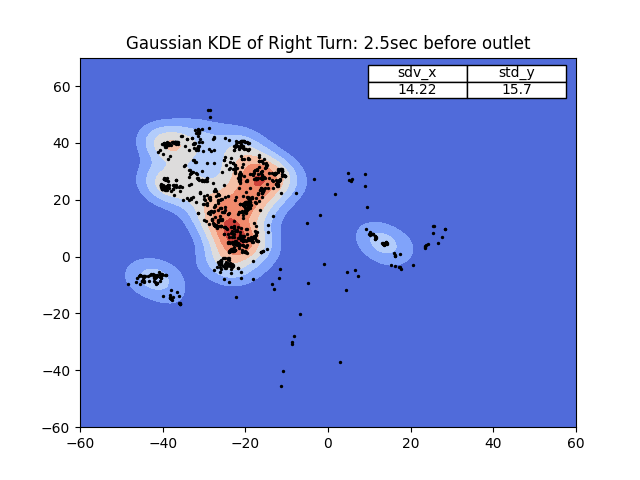 Gaussian KDE of Right Turn: 2.5sec before outlet
sdv_x std_y
14.22 15.7
60
40
20
0
−20
−40
−60
−60 −40 −20 0 20 40 60